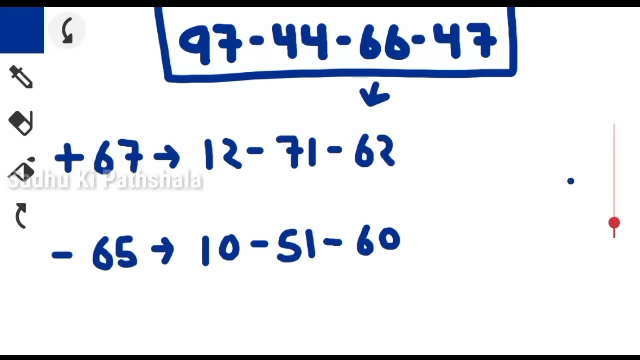 97-44-66-47
+ 67 → 12-71-62
Sadhu Ki Pathshala
- 65 → 10-51-60